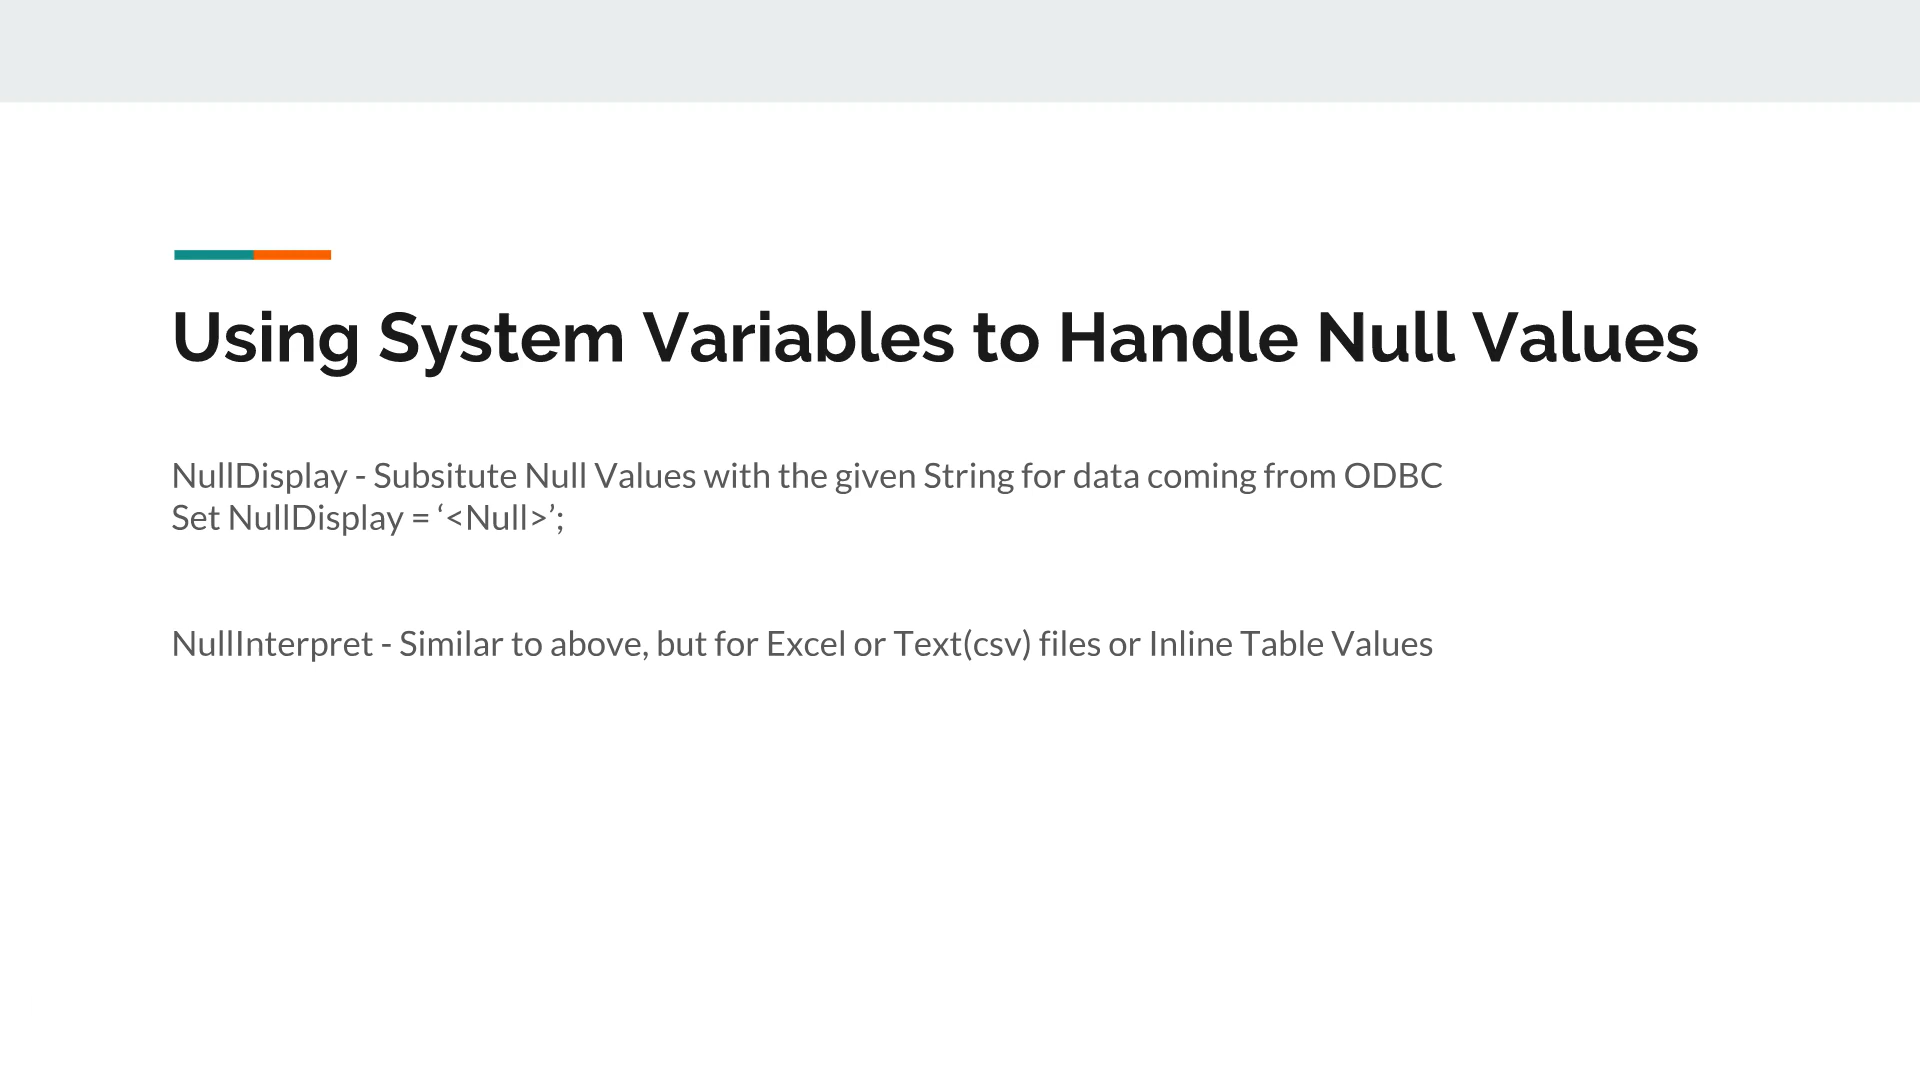 Using System Variables to Handle Null Values
NullDisplay - Subsitute Null Values with the given String for data coming from ODBC
Set NullDisplay = ‘<Null>’;
NullInterpret - Similar to above, but for Excel or Text(csv) files or Inline Table Values